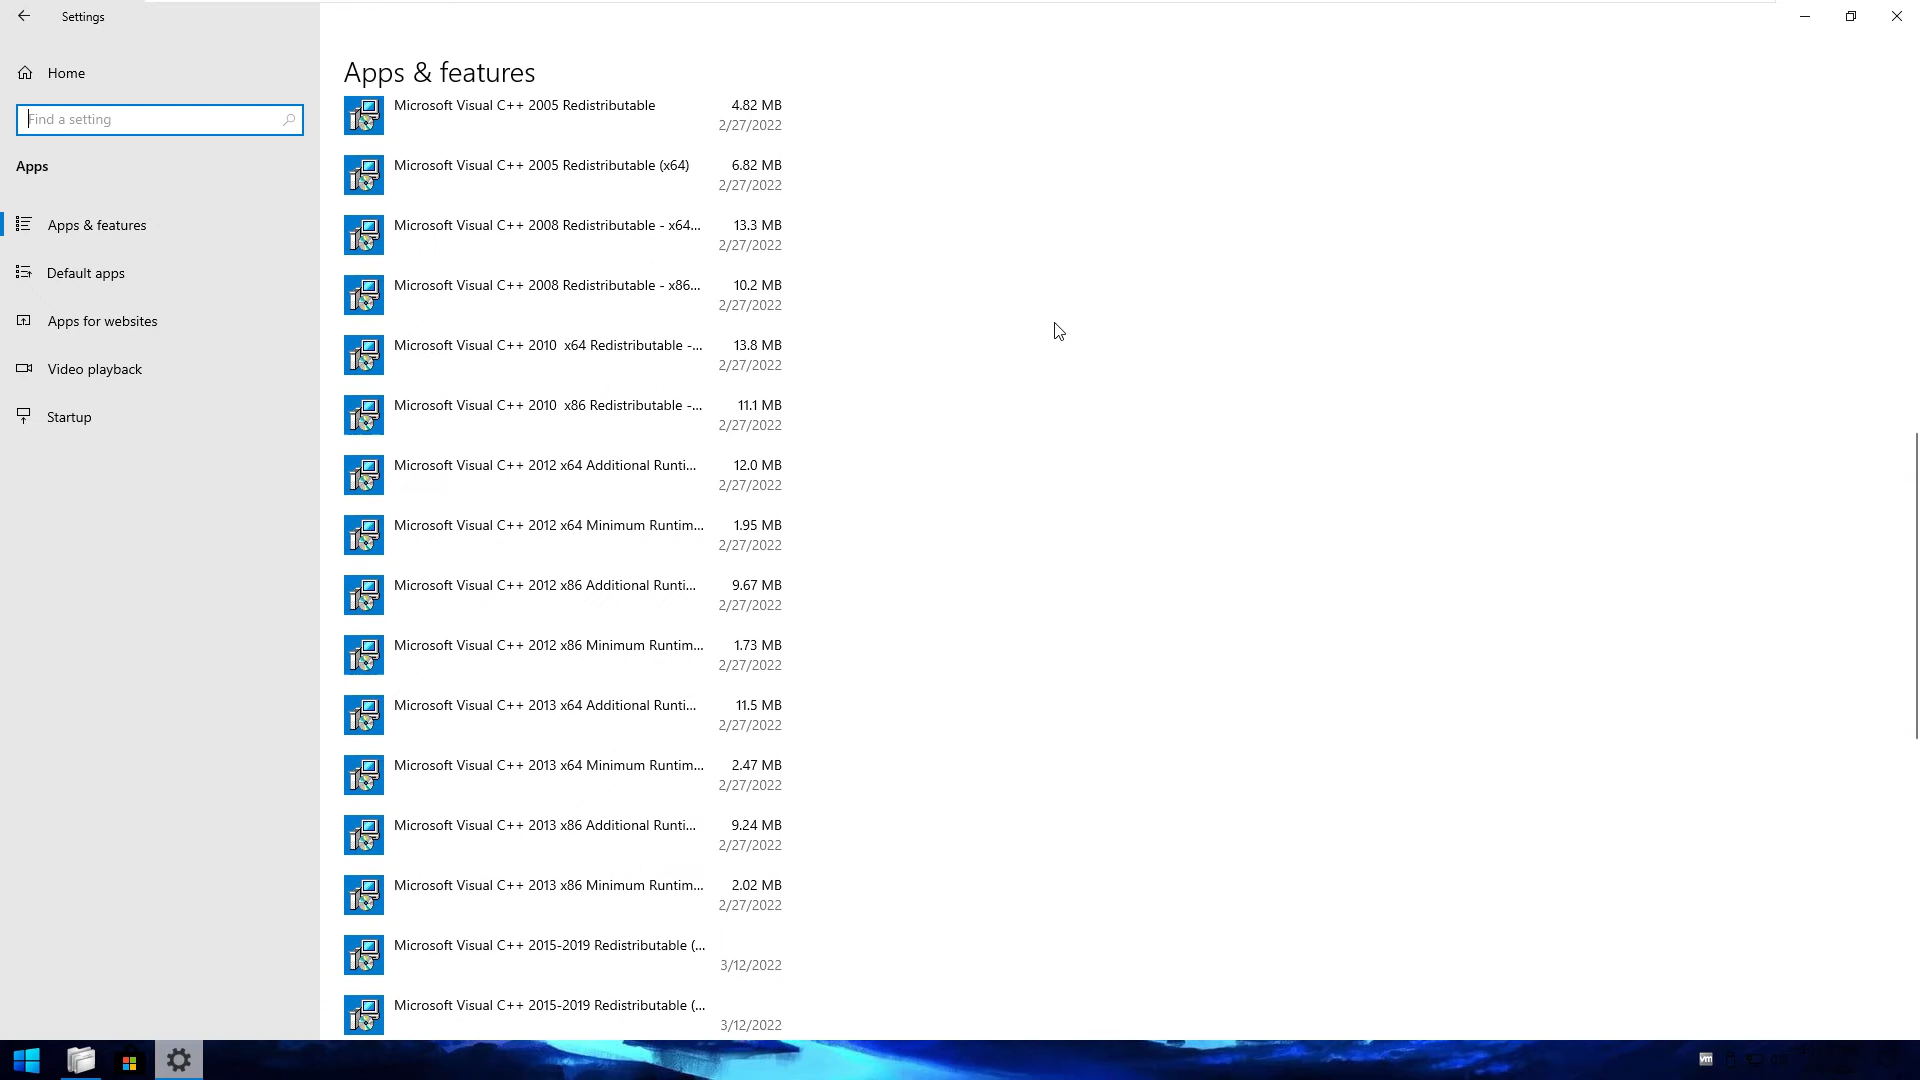 Settings
Home
Find a setting
Apps
Apps & features
Default apps
Apps for websites
Video playback
Startup
Apps & features
Microsoft Visual C++ 2005 Redistributable 4.82 MB
2/27/2022
Microsoft Visual C++ 2005 Redistributable (x64) 6.82 MB
2/27/2022
Microsoft Visual C++ 2008 Redistributable - x64... 13.3 MB
2/27/2022
Microsoft Visual C++ 2008 Redistributable - x86... 10.2 MB
2/27/2022
Microsoft Visual C++ 2010  x64 Redistributable -... 13.8 MB
2/27/2022
Microsoft Visual C++ 2010  x86 Redistributable -... 11.1 MB
2/27/2022
Microsoft Visual C++ 2012 x64 Additional Runti... 12.0 MB
2/27/2022
Microsoft Visual C++ 2012 x64 Minimum Runtim... 1.95 MB
2/27/2022
Microsoft Visual C++ 2012 x86 Additional Runti... 9.67 MB
2/27/2022
Microsoft Visual C++ 2012 x86 Minimum Runtim... 1.73 MB
2/27/2022
Microsoft Visual C++ 2013 x64 Additional Runti... 11.5 MB
2/27/2022
Microsoft Visual C++ 2013 x64 Minimum Runtim... 2.47 MB
2/27/2022
Microsoft Visual C++ 2013 x86 Additional Runti... 9.24 MB
2/27/2022
Microsoft Visual C++ 2013 x86 Minimum Runtim... 2.02 MB
2/27/2022
Microsoft Visual C++ 2015-2019 Redistributable (...
3/12/2022
Microsoft Visual C++ 2015-2019 Redistributable (...
3/12/2022
vm